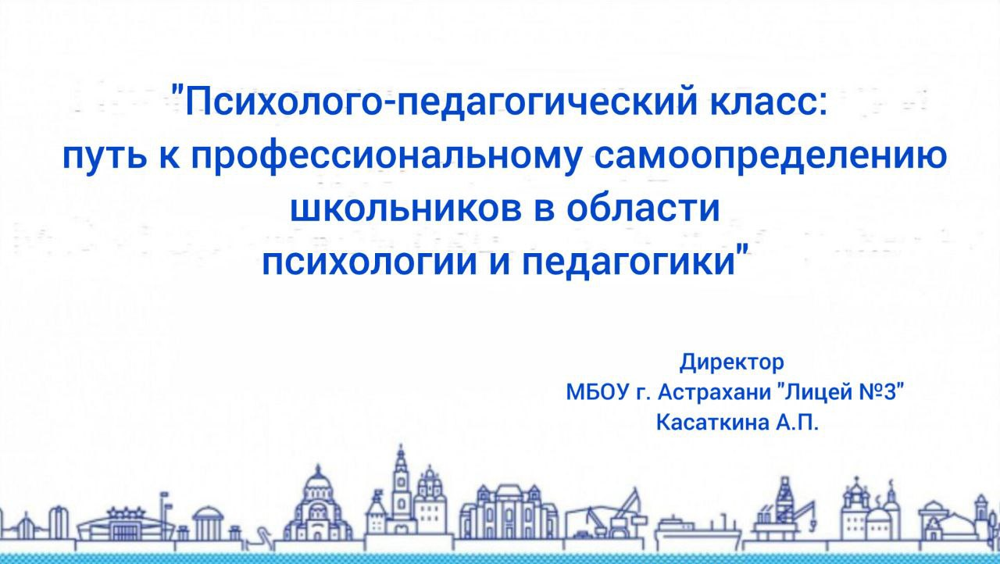 "Психолого-педагогический класс:
путь к профессиональному самоопределению
школьников в области
психологии и педагогики"
Директор
МБОУ г. Астрахани "Лицей №3"
Касаткина А.П.